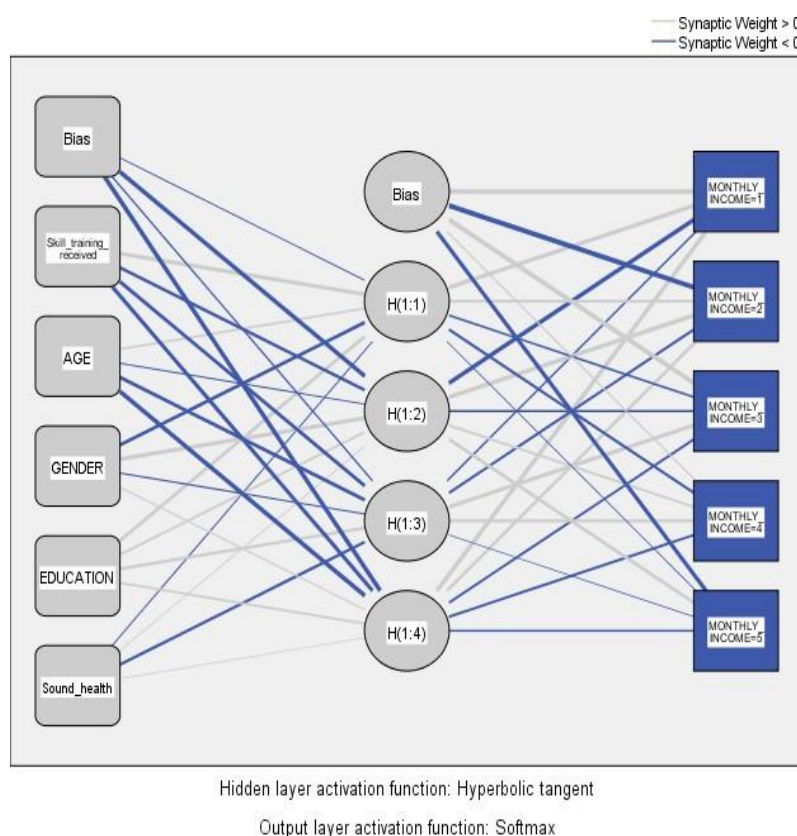 Synaptic Weight > 0
Synaptic Weight < 0
Bias
Skill_training_
received
AGE
GENDER
EDUCATION
Sound_health
Bias
H(1:1)
H(1:2)
H(1:3)
H(1:4)
MONTHLY_
INCOME=1
MONTHLY_
INCOME=2
MONTHLY_
INCOME=3
MONTHLY_
INCOME=4
MONTHLY_
INCOME=5
Hidden layer activation function: Hyperbolic tangent
Output layer activation function: Softmax